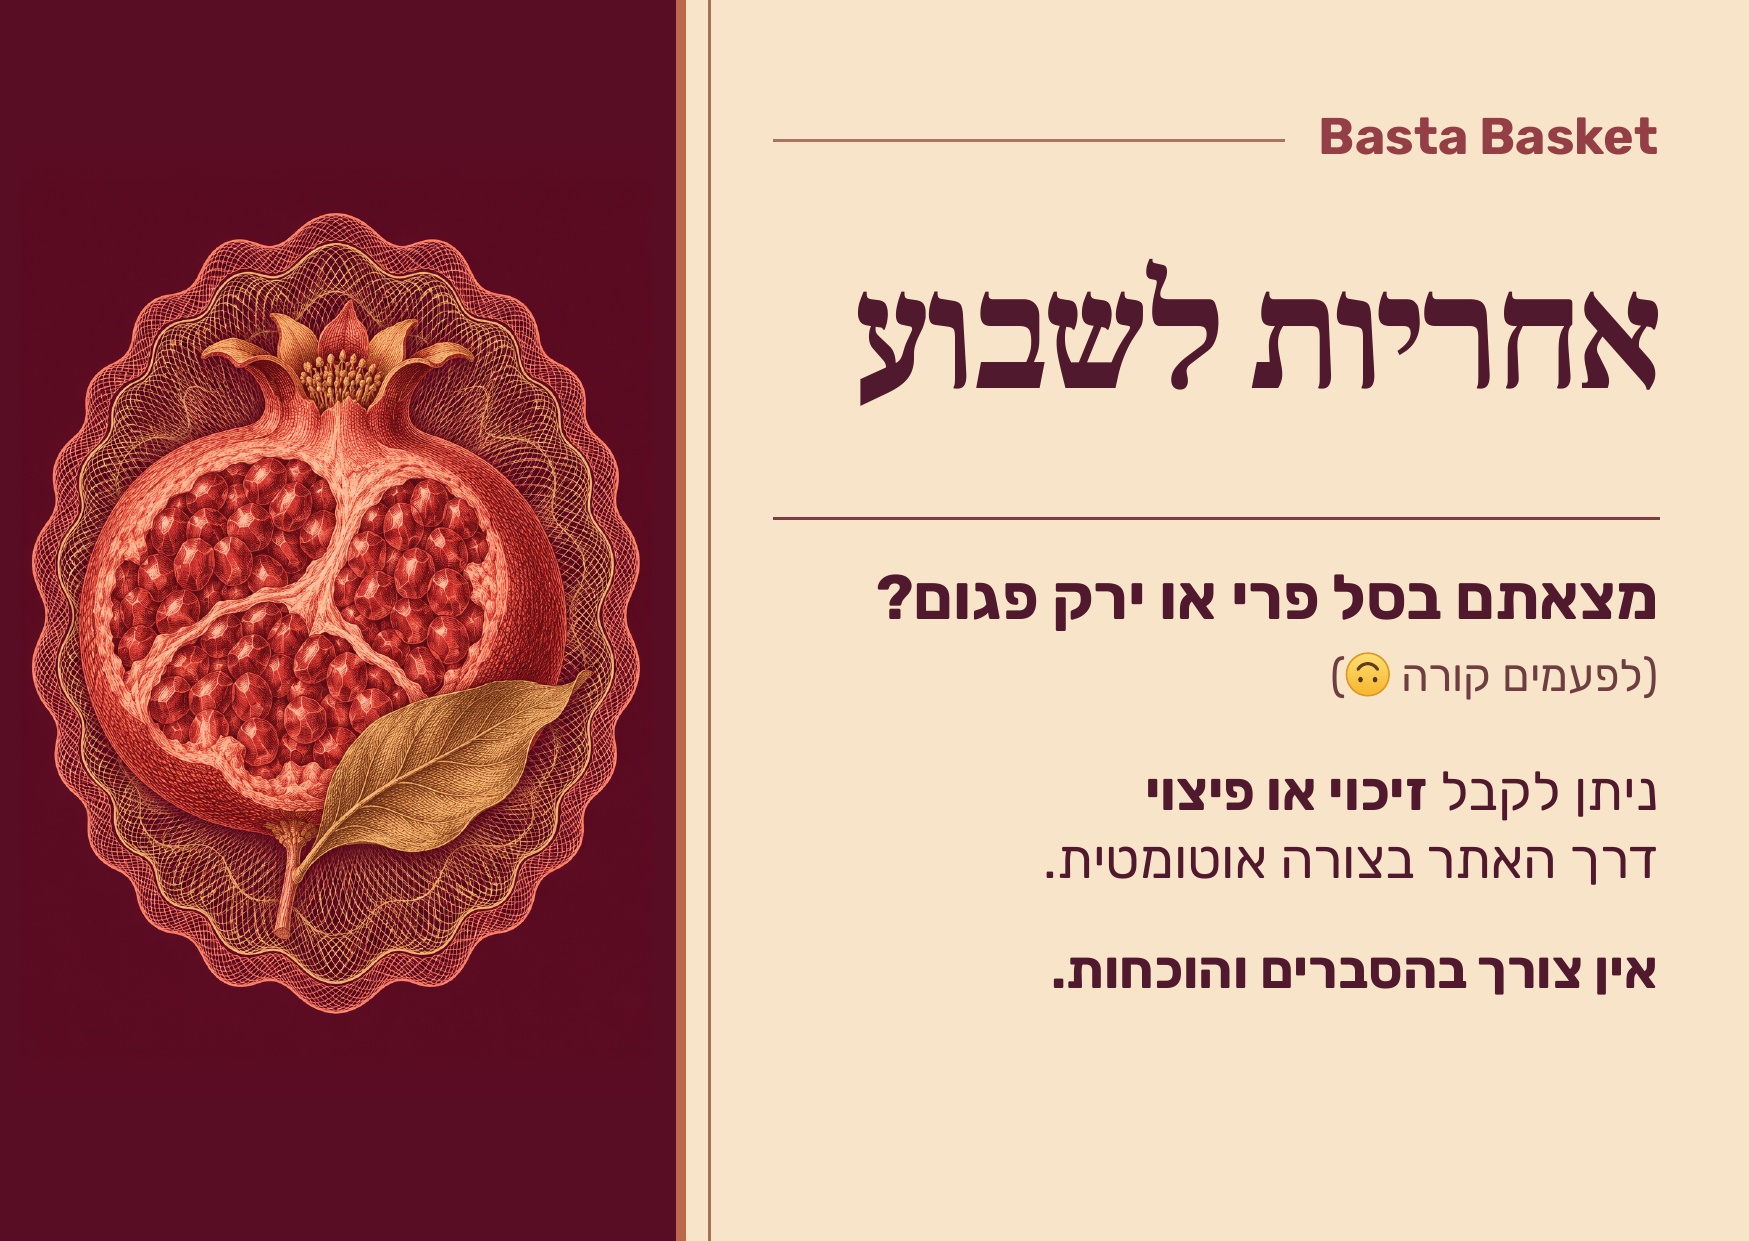 Basta Basket
אחריות לשבוע
מצאתם בסל פרי או ירק פגום?
(לפעמים קורה 🙃)
ניתן לקבל זיכוי או פיצוי
דרך האתר בצורה אוטומטית.
אין צורך בהסברים והוכחות.